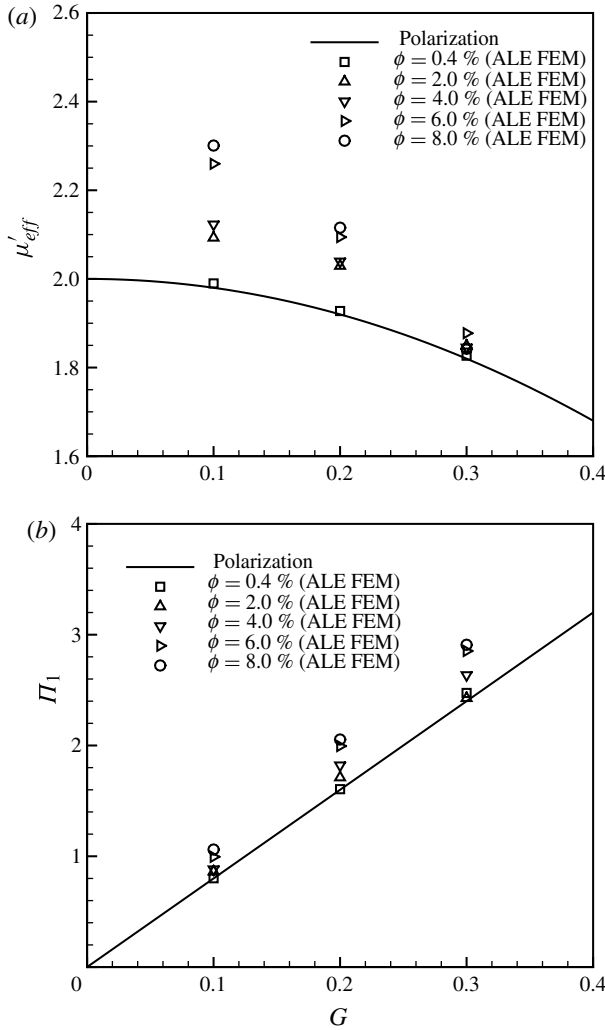 (a)
2.6
Polarization
ϕ = 0.4 % (ALE FEM)
ϕ = 2.0 % (ALE FEM)
ϕ = 4.0 % (ALE FEM)
ϕ = 6.0 % (ALE FEM)
ϕ = 8.0 % (ALE FEM)
2.4
2.2
μ′eff
2.0
1.8
1.6
0 0.1 0.2 0.3 0.4
(b)
4
Polarization
ϕ = 0.4 % (ALE FEM)
ϕ = 2.0 % (ALE FEM)
ϕ = 4.0 % (ALE FEM)
ϕ = 6.0 % (ALE FEM)
ϕ = 8.0 % (ALE FEM)
3
Π1
2
1
0 0.1 0.2 0.3 0.4
G